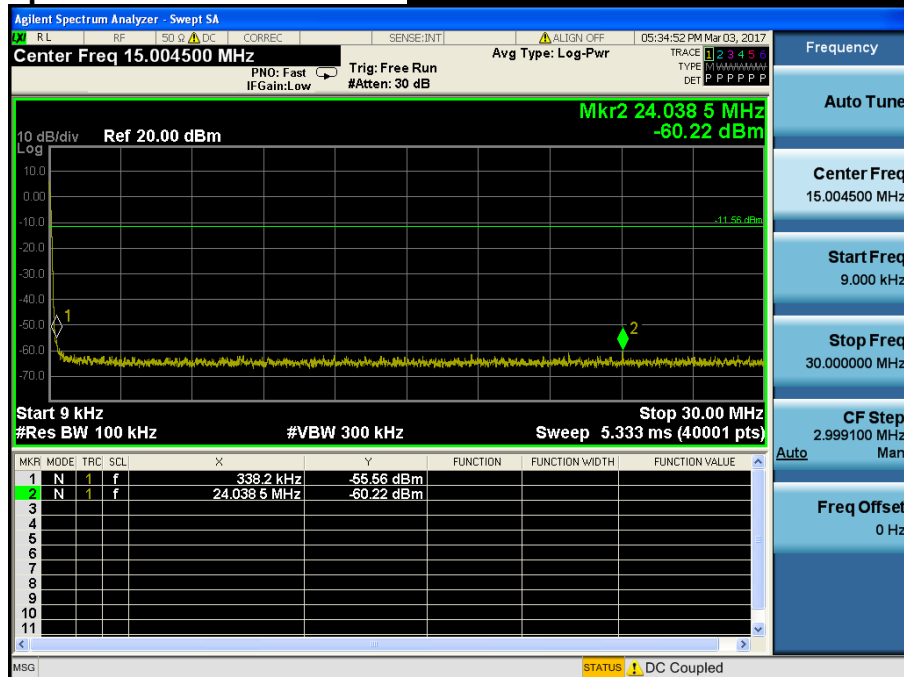 Agilent Spectrum Analyzer - Swept SA
LXI RL RF 50 Ω DC CORREC SENSE:INT ALIGN OFF 05:34:52 PM Mar 03, 2017
Center Freq 15.004500 MHz
PNO: Fast
IFGain:Low
Trig: Free Run
#Atten: 30 dB
Avg Type: Log-Pwr
TRACE 1 2 3 4 5 6
TYPE M WWWWW
DET P P P P P P
Mkr2 24.038 5 MHz
-60.22 dBm
10 dB/div Ref 20.00 dBm
Log
10.0
0.00
-10.0
-11.56 dBm
-20.0
-30.0
-40.0
-50.0
1
2
-60.0
-70.0
Start 9 kHz Stop 30.00 MHz
#Res BW 100 kHz #VBW 300 kHz Sweep 5.333 ms (40001 pts)
MKR MODE TRC SCL X Y FUNCTION FUNCTION WIDTH FUNCTION VALUE
1 N 1 f 338.2 kHz -55.56 dBm
2 N 1 f 24.038 5 MHz -60.22 dBm
3
4
5
6
7
8
9
10
11
MSG STATUS DC Coupled
Frequency
Auto Tune
Center Freq
15.004500 MHz
Start Freq
9.000 kHz
Stop Freq
30.000000 MHz
CF Step
2.999100 MHz
Auto Man
Freq Offset
0 Hz